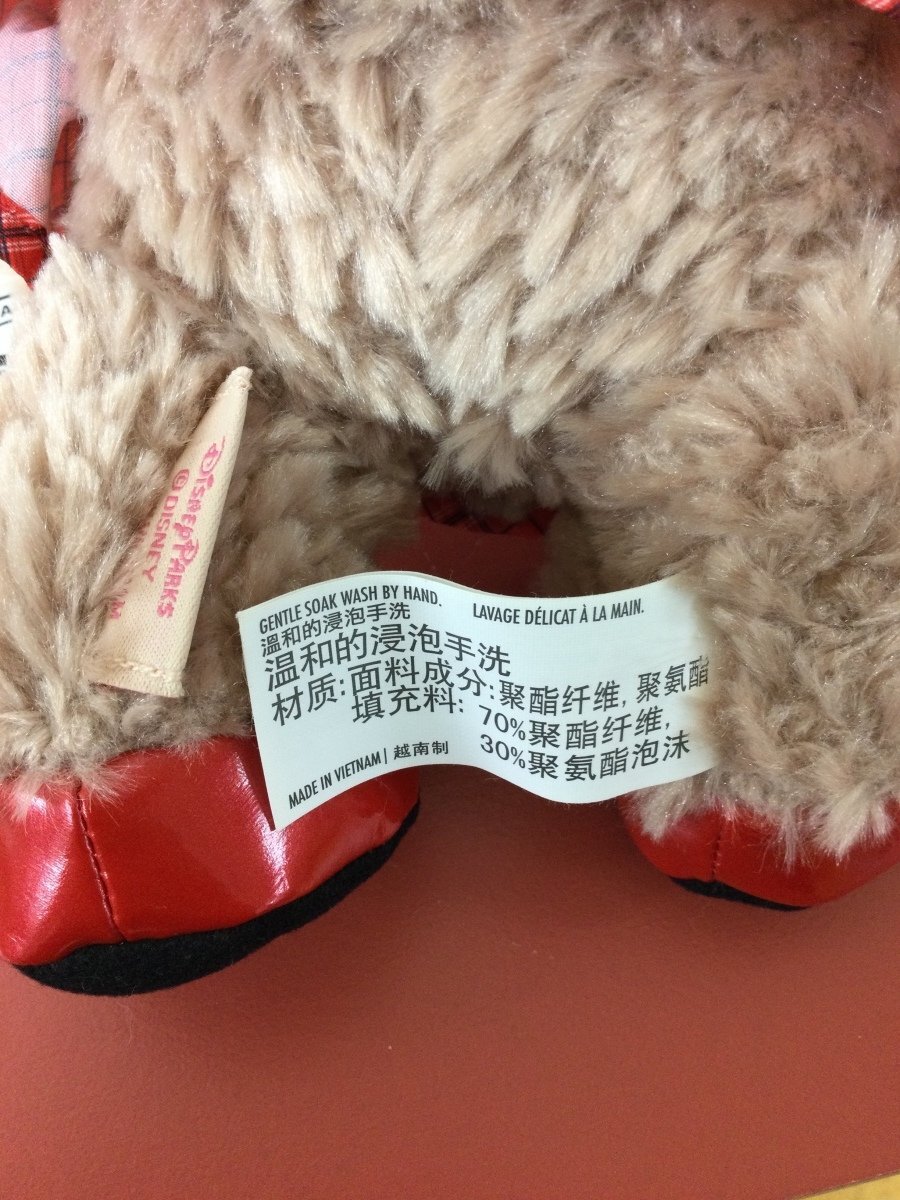 A
DISNEY PARKS
© DISNEY
GENTLE SOAK WASH BY HAND. LAVAGE DÉLICAT À LA MAIN.
溫和的浸泡手洗
温和的浸泡手洗
材质: 面料成分: 聚酯纤维, 聚氨酯
填充料: 70%聚酯纤维,
30%聚氨酯泡沫
MADE IN VIETNAM | 越南制